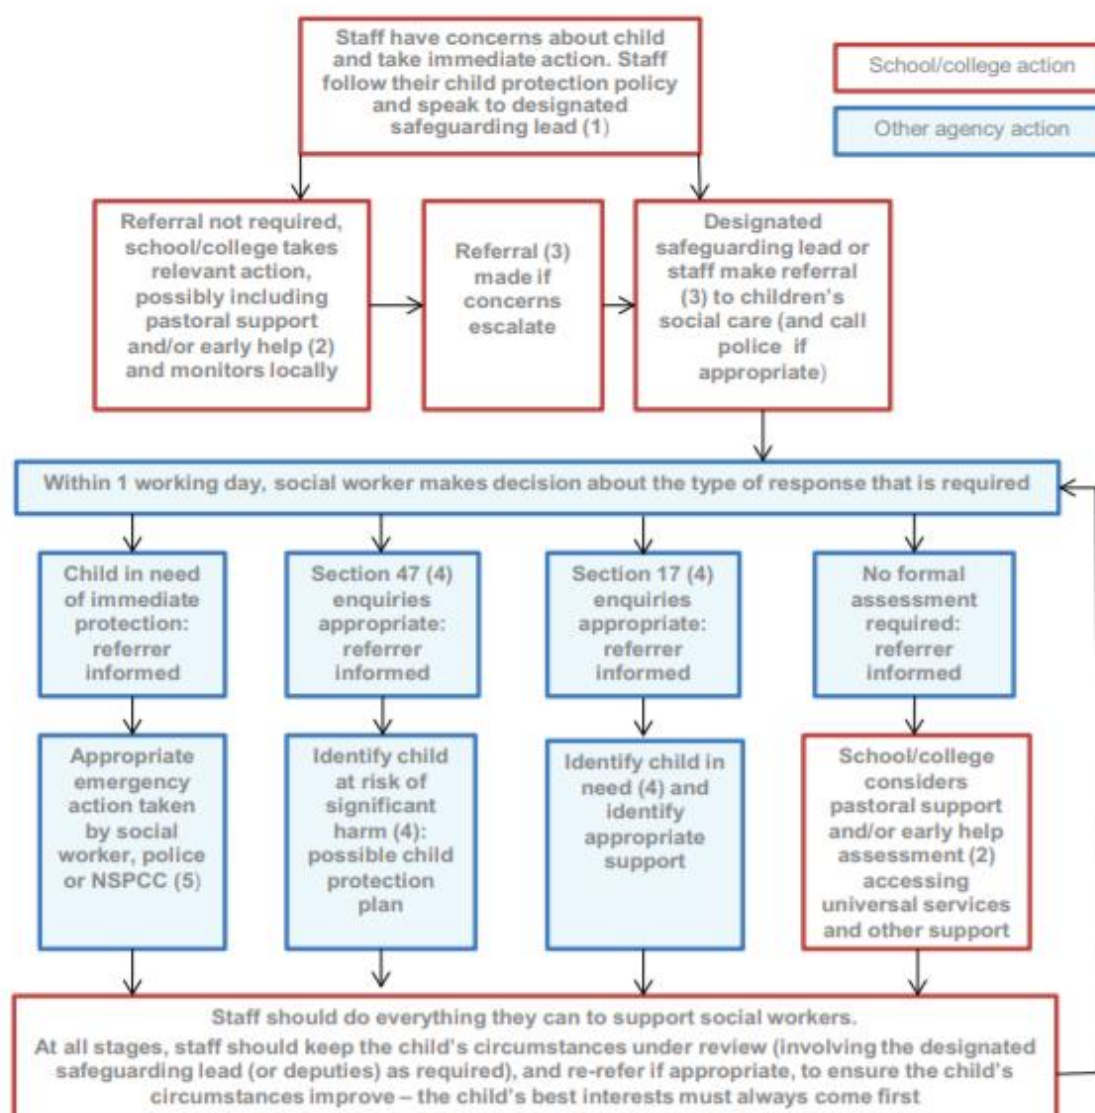 Staff have concerns about child
and take immediate action. Staff
follow their child protection policy
and speak to designated
safeguarding lead (1)
School/college action
Other agency action
Referral not required,
school/college takes
relevant action,
possibly including
pastoral support
and/or early help (2)
and monitors locally
Referral (3)
made if
concerns
escalate
Designated
safeguarding lead or
staff make referral
(3) to children's
social care (and call
police if
appropriate)
Within 1 working day, social worker makes decision about the type of response that is required
Child in need
of immediate
protection:
referrer
informed
Section 47 (4)
enquiries
appropriate:
referrer
informed
Section 17 (4)
enquiries
appropriate:
referrer
informed
No formal
assessment
required:
referrer
informed
Appropriate
emergency
action taken
by social
worker, police
or NSPCC (5)
Identify child
at risk of
significant
harm (4):
possible child
protection
plan
Identify child in
need (4) and
identify
appropriate
support
School/college
considers
pastoral support
and/or early help
assessment (2)
accessing
universal services
and other support
Staff should do everything they can to support social workers.
At all stages, staff should keep the child's circumstances under review (involving the designated
safeguarding lead (or deputies) as required), and re-refer if appropriate, to ensure the child's
circumstances improve – the child's best interests must always come first